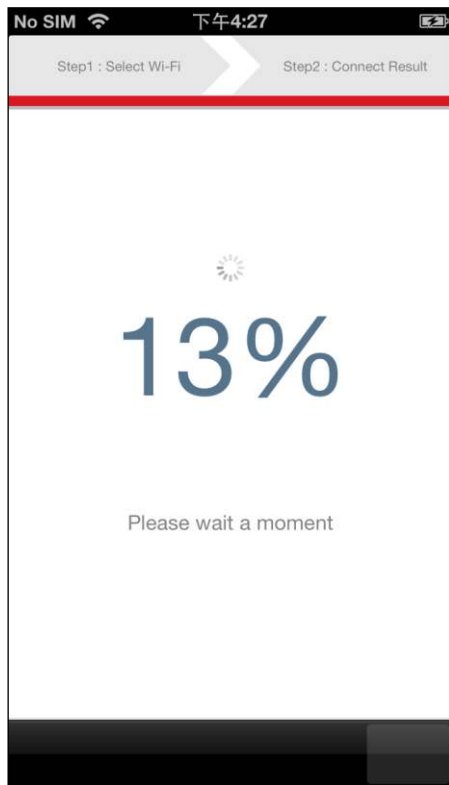 No SIM 下午4:27
Step1 : Select Wi-Fi Step2 : Connect Result
13%
Please wait a moment